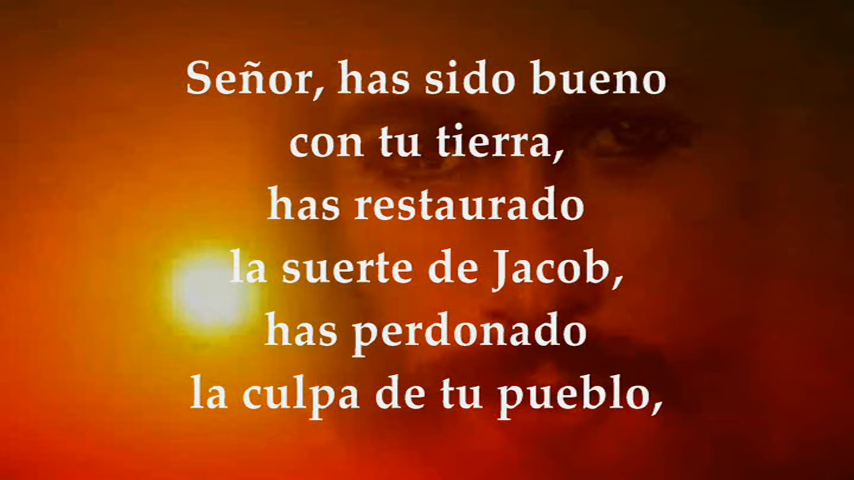 Señor, has sido bueno
con tu tierra,
has restaurado
la suerte de Jacob,
has perdonado
la culpa de tu pueblo,